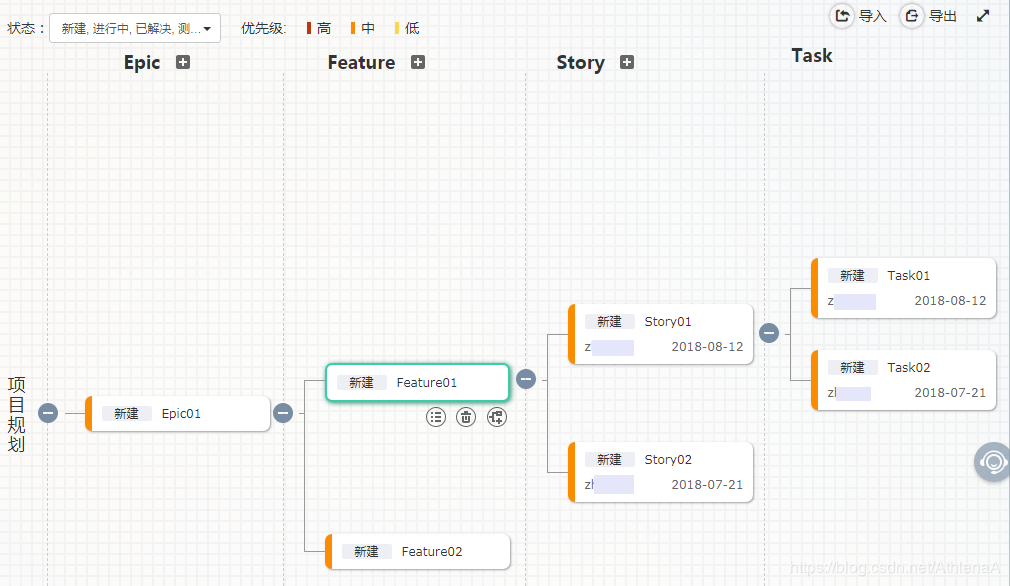 状态： 新建, 进行中, 已解决, 测... 优先级: 高 中 低 导入 导出
Epic Feature Story Task
新建 Task01
z 2018-08-12
新建 Story01
z 2018-08-12
新建 Task02
2018-07-21
项目规划
新建 Feature01
新建 Epic01
新建 Story02
2018-07-21
新建 Feature02
https://blog.csdn.net/AthlenaA